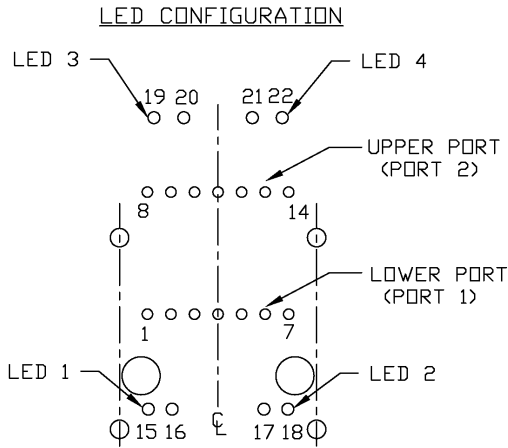 LED CONFIGURATION
LED 3
LED 4
19 20 21 22
UPPER PORT
(PORT 2)
8 14
LOWER PORT
(PORT 1)
1 7
LED 1
LED 2
15 16 ℄ 17 18